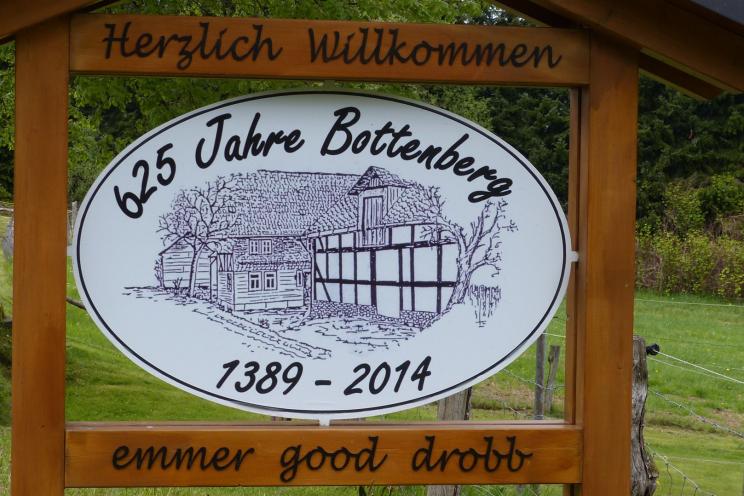 Herzlich Willkommen
625 Jahre Bottenberg
1389 - 2014
emmer good drobb